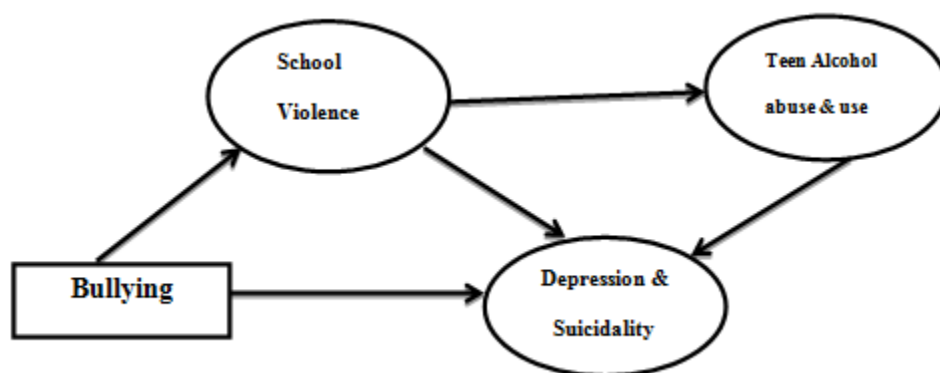 School
Violence
Teen Alcohol
abuse & use
Bullying
Depression &
Suicidality